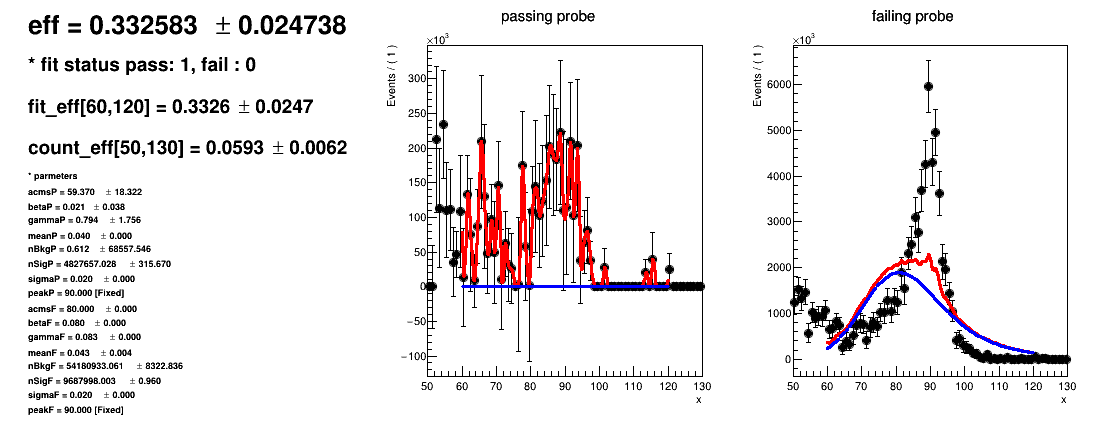 eff = 0.332583 ± 0.024738
* fit status pass: 1, fail : 0
fit_eff[60,120] = 0.3326 ± 0.0247
count_eff[50,130] = 0.0593 ± 0.0062
* parmeters
acmsP = 59.370 ± 18.322
betaP = 0.021 ± 0.038
gammaP = 0.794 ± 1.756
meanP = 0.040 ± 0.000
nBkgP = 0.612 ± 68557.546
nSigP = 4827657.028 ± 315.670
sigmaP = 0.020 ± 0.000
peakP = 90.000 [Fixed]
acmsF = 80.000 ± 0.000
betaF = 0.080 ± 0.000
gammaF = 0.083 ± 0.000
meanF = 0.043 ± 0.004
nBkgF = 54180933.061 ± 8322.836
nSigF = 9687998.003 ± 0.960
sigmaF = 0.020 ± 0.000
peakF = 90.000 [Fixed]
passing probe
×10³
Events / ( 1 )
300
250
200
150
100
50
0
−50
−100
50 60 70 80 90 100 110 120 130
x
failing probe
×10³
Events / ( 1 )
6000
5000
4000
3000
2000
1000
0
50 60 70 80 90 100 110 120 130
x